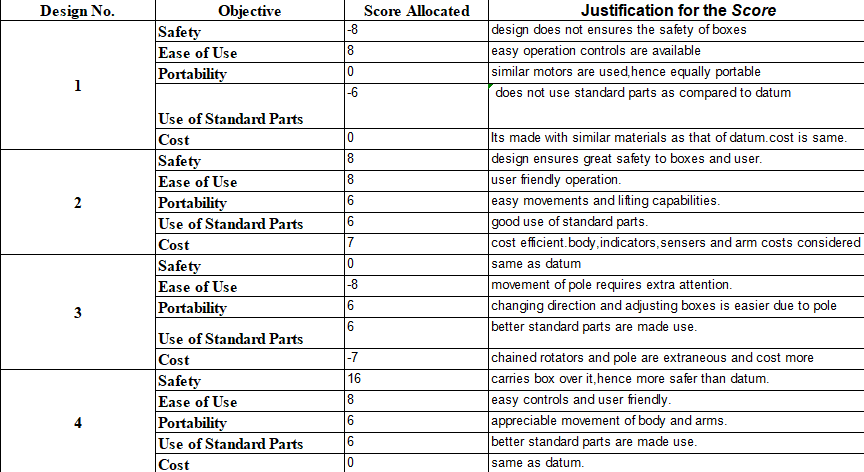 Design No. Objective Score Allocated Justification for the Score
1
Safety -8 design does not ensures the safety of boxes
Ease of Use 8 easy operation controls are available
Portability 0 similar motors are used,hence equally portable
Use of Standard Parts -6 does not use standard parts as compared to datum
Cost 0 Its made with similar materials as that of datum.cost is same.
2
Safety 8 design ensures great safety to boxes and user.
Ease of Use 8 user friendly operation.
Portability 6 easy movements and lifting capabilities.
Use of Standard Parts 6 good use of standard parts.
Cost 7 cost efficient.body,indicators,sensers and arm costs considered
3
Safety 0 same as datum
Ease of Use -8 movement of pole requires extra attention.
Portability 6 changing direction and adjusting boxes is easier due to pole
Use of Standard Parts 6 better standard parts are made use.
Cost -7 chained rotators and pole are extraneous and cost more
4
Safety 16 carries box over it,hence more safer than datum.
Ease of Use 8 easy controls and user friendly.
Portability 6 appreciable movement of body and arms.
Use of Standard Parts 6 better standard parts are made use.
Cost 0 same as datum.